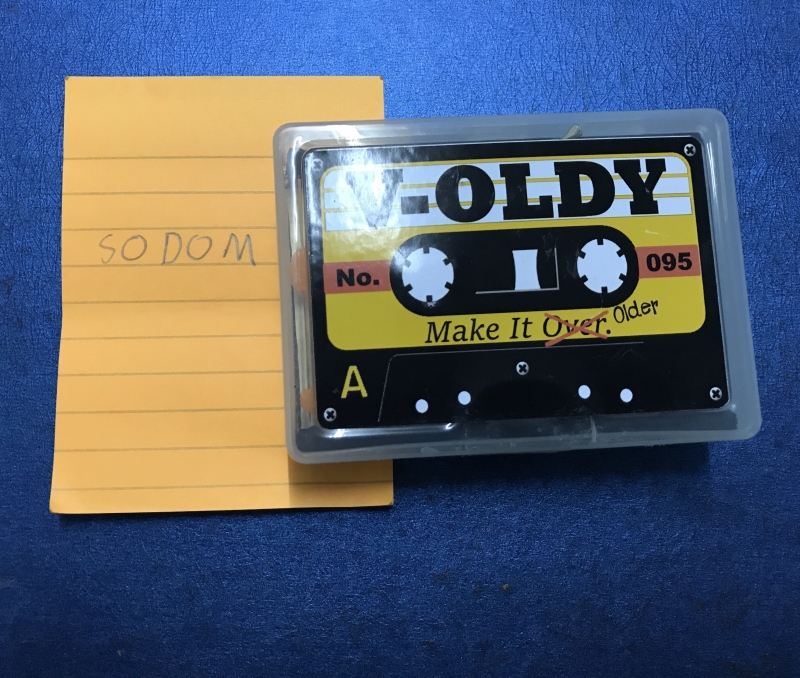 SODOM
V-OLDY
No. 095
Make It Over. Older
A